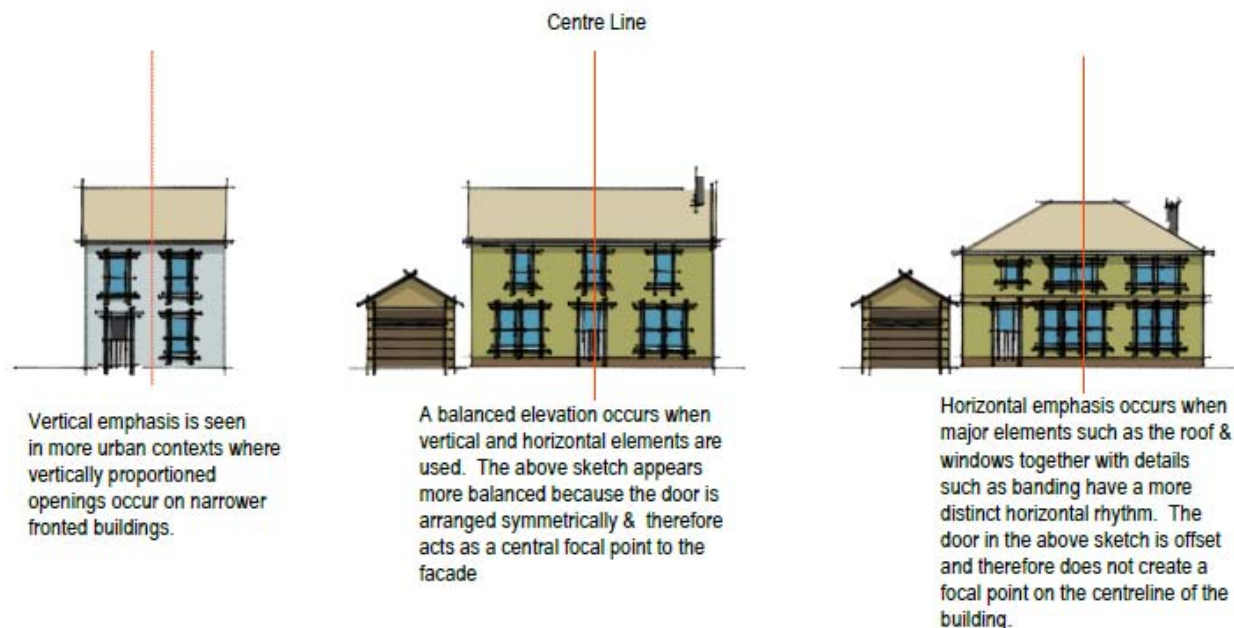 Centre Line
Vertical emphasis is seen
in more urban contexts where
vertically proportioned
openings occur on narrower
fronted buildings.
A balanced elevation occurs when
vertical and horizontal elements are
used. The above sketch appears
more balanced because the door is
arranged symmetrically & therefore
acts as a central focal point to the
facade
Horizontal emphasis occurs when
major elements such as the roof &
windows together with details
such as banding have a more
distinct horizontal rhythm. The
door in the above sketch is offset
and therefore does not create a
focal point on the centreline of the
building.